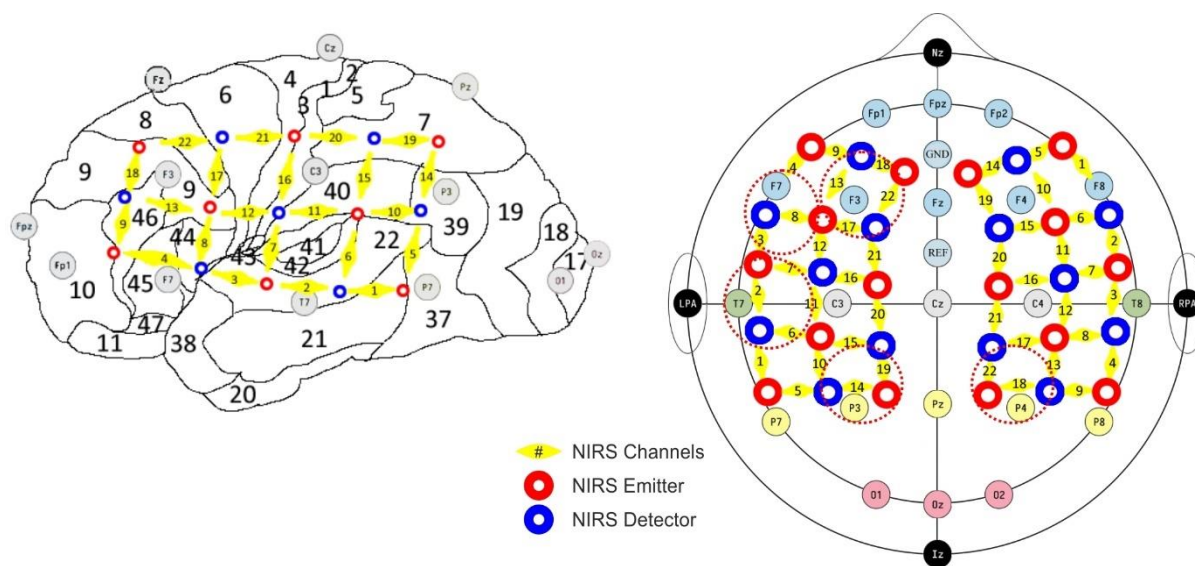 Cz
Fz
4
2
1
5
Pz
6
3
8
7
22
21
20
19
9
18
F3
17
16
C3
15
14
40
P3
9
46
9
13
12
11
10
39
19
44
8
7
41
22
18
Fpz
43
42
6
5
17
Oz
Fp1
10
4
45
F7
3
2
T7
1
P7
O1
47
37
11
38
21
20
# NIRS Channels
NIRS Emitter
NIRS Detector
Nz
Fpz
Fp1
Fp2
9
GND
14
5
4
18
1
F7
13
F3
22
Fz
19
F4
10
F8
8
17
15
6
3
12
21
REF
20
11
2
7
16
16
7
LPA
T7
2
11
C3
Cz
C4
12
3
T8
RPA
6
20
21
1
15
17
8
10
19
22
13
4
5
14
P3
Pz
18
P4
9
P7
P8
O1
Oz
O2
Iz